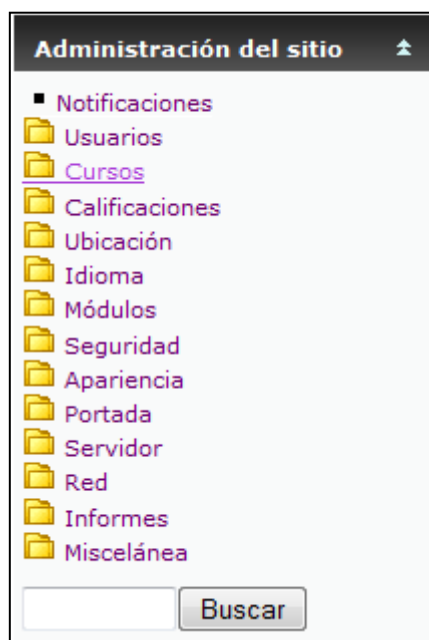 Administración del sitio
Notificaciones
Usuarios
Cursos
Calificaciones
Ubicación
Idioma
Módulos
Seguridad
Apariencia
Portada
Servidor
Red
Informes
Miscelánea
Buscar